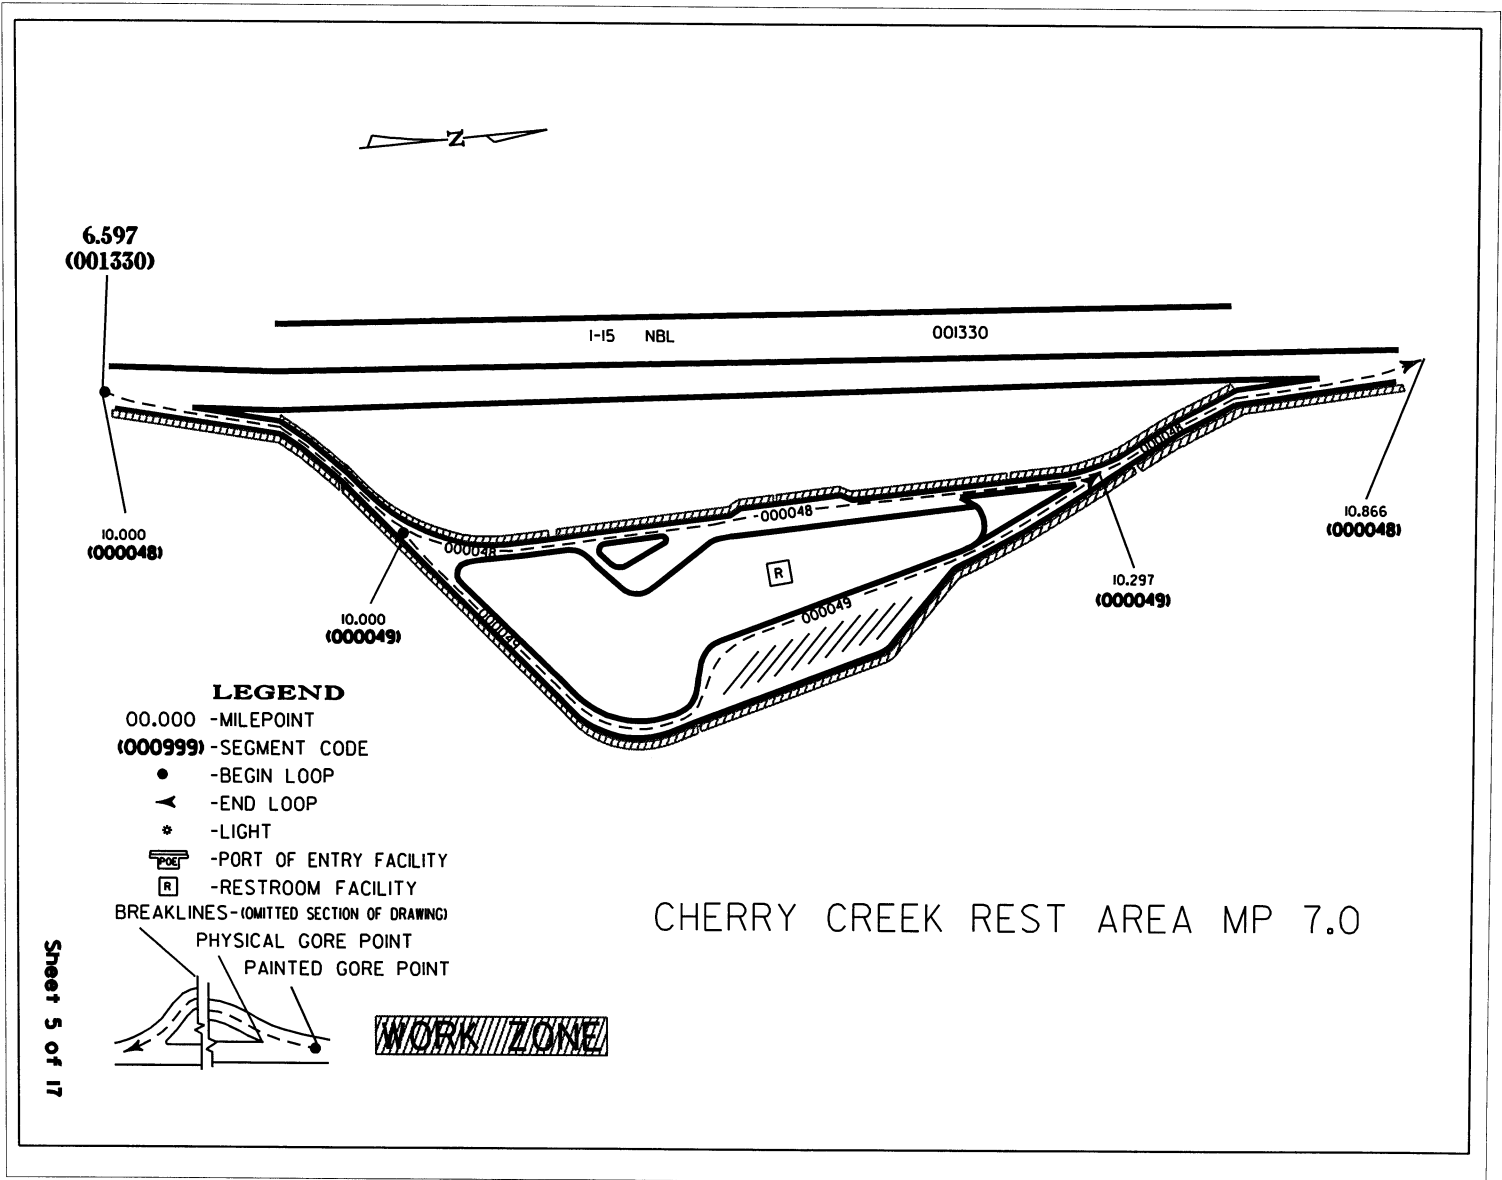 Z
6.597
(001330)
I-15 NBL 001330
10.000
(000048)
10.000
(000049)
000048
000048
000048
000049
000049
R
10.297
(000049)
10.866
(000048)
LEGEND
00.000 -MILEPOINT
(000999) -SEGMENT CODE
-BEGIN LOOP
-END LOOP
-LIGHT
POE -PORT OF ENTRY FACILITY
R -RESTROOM FACILITY
BREAKLINES-(OMITTED SECTION OF DRAWING)
PHYSICAL GORE POINT
PAINTED GORE POINT
WORK ZONE
CHERRY CREEK REST AREA MP 7.0
Sheet 5 of 17